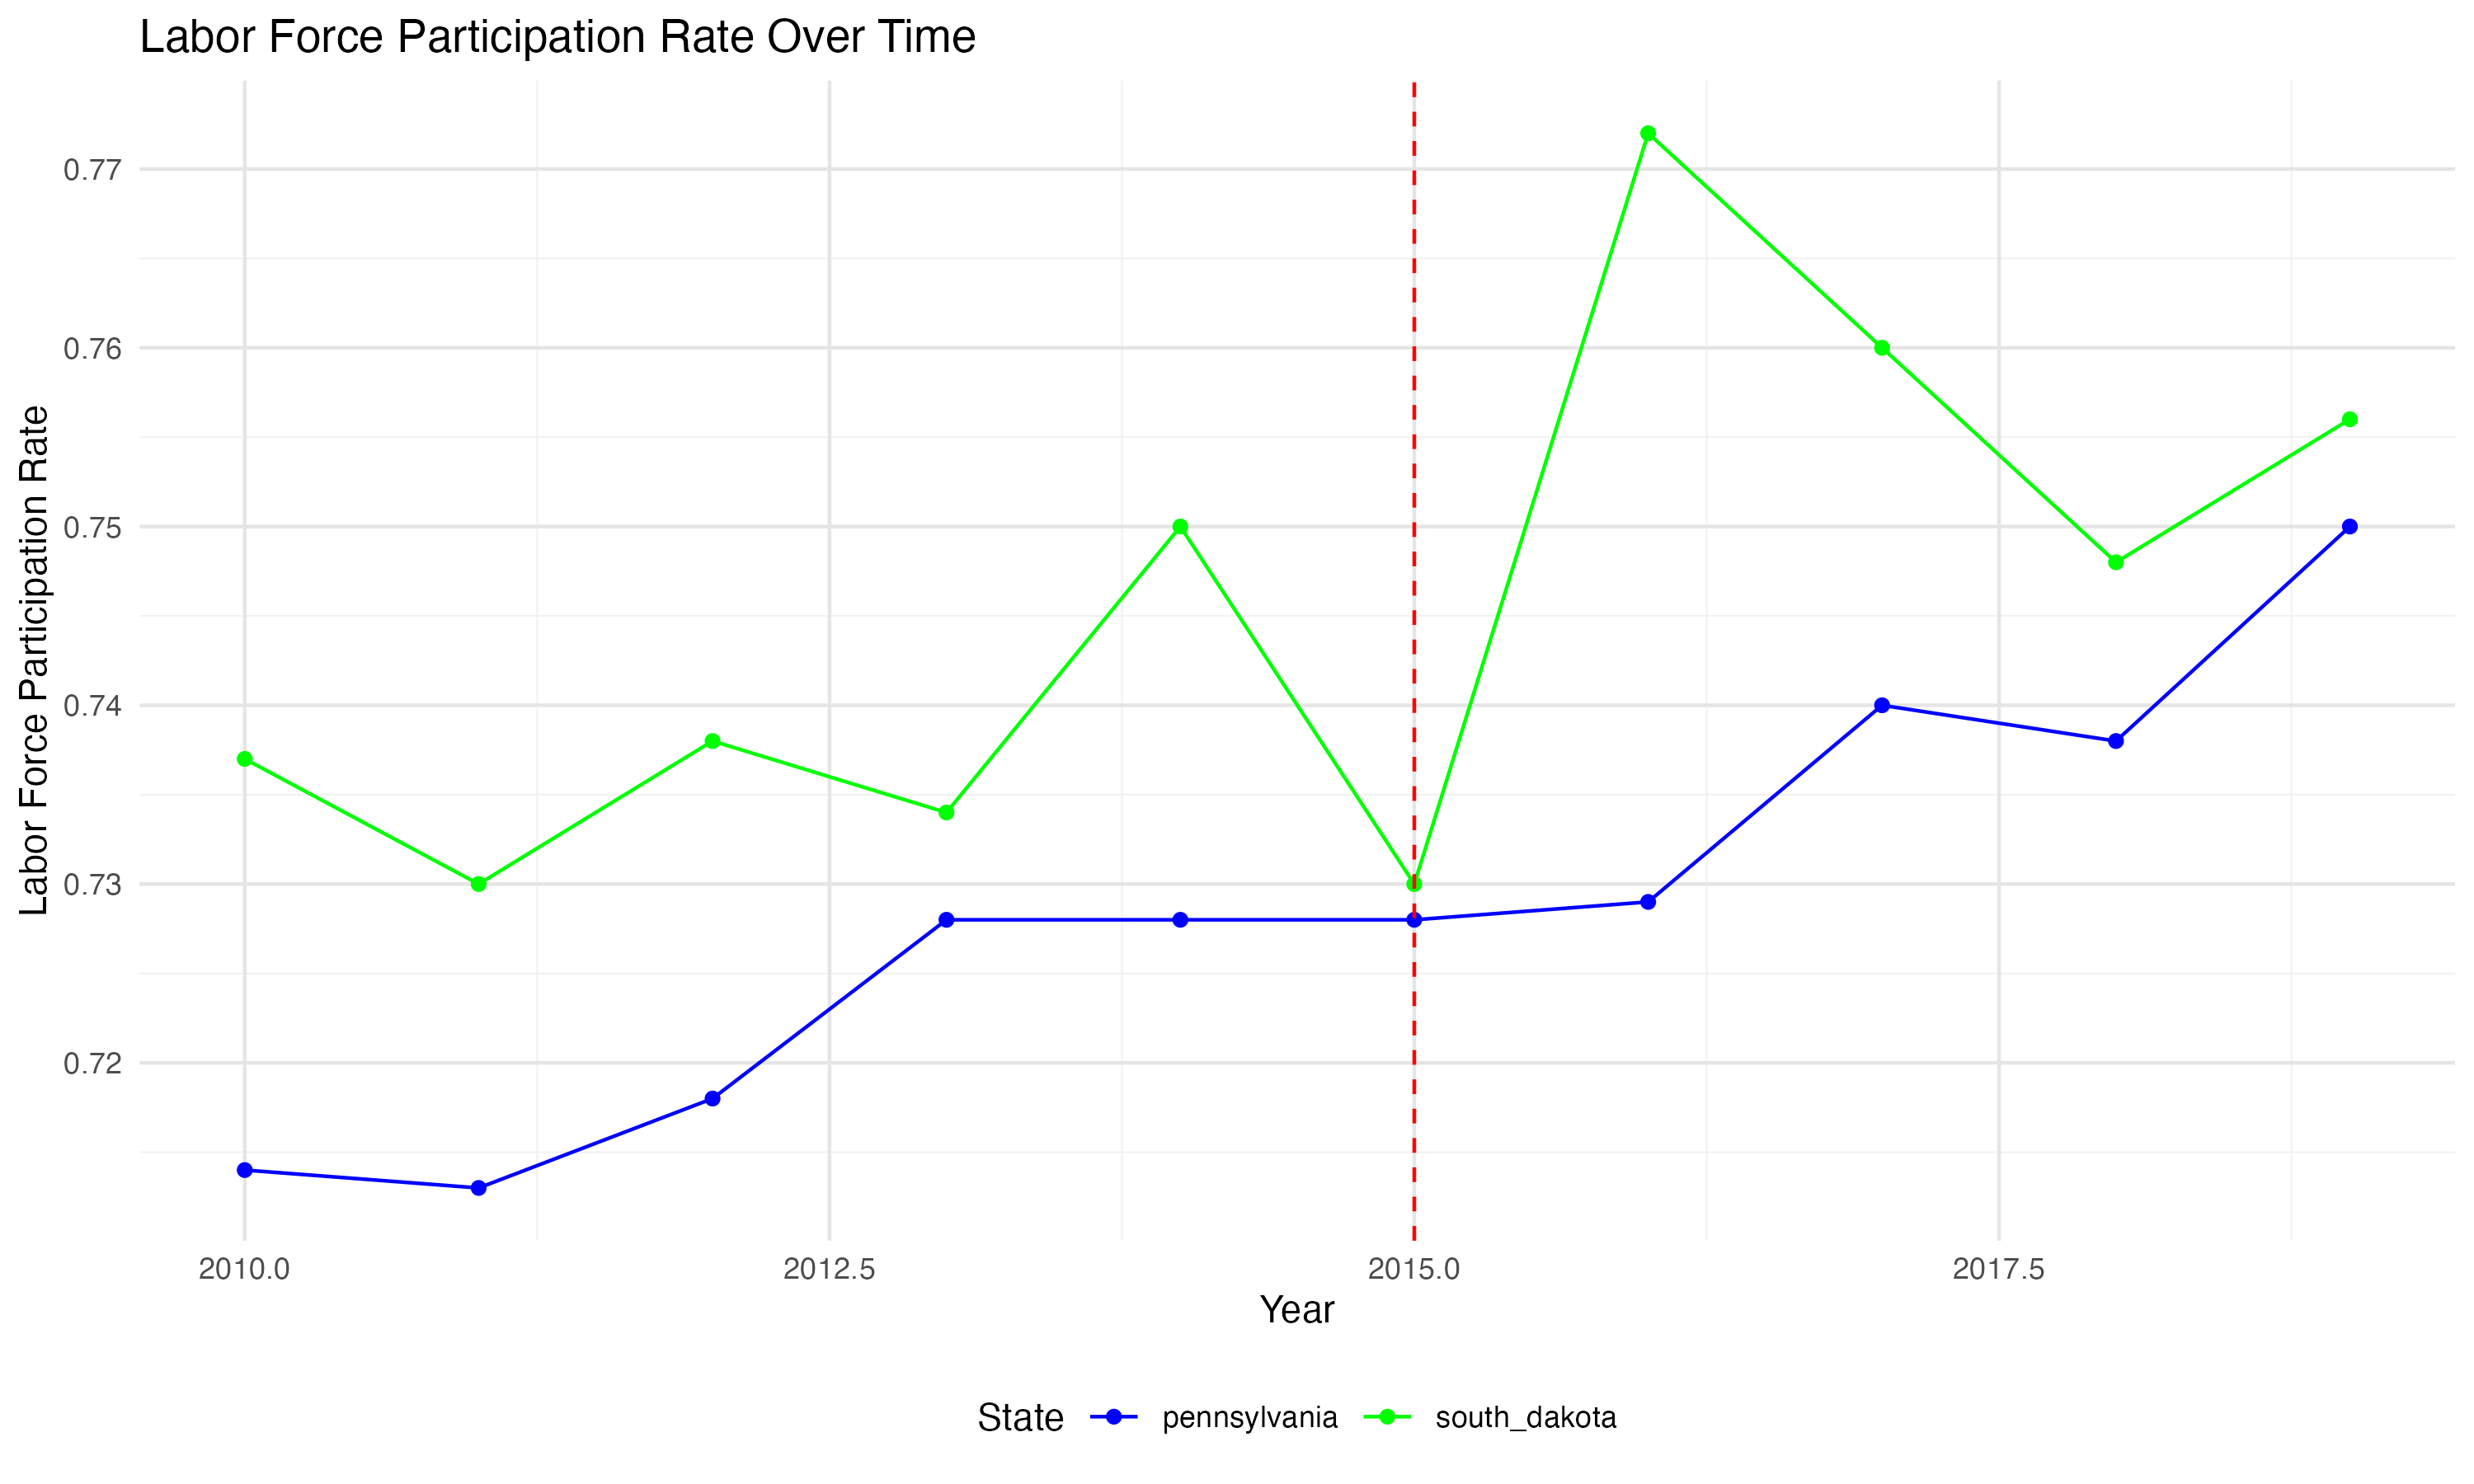 Labor Force Participation Rate Over Time
Labor Force Participation Rate
0.77
0.76
0.75
0.74
0.73
0.72
2010.0 2012.5 2015.0 2017.5
Year
State pennsylvania south_dakota